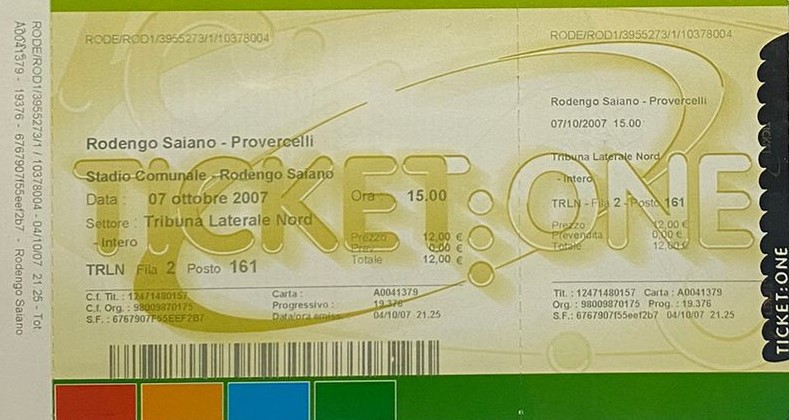 RODE/ROD1/3955273/1/10378004
Rodengo Saiano - Provercelli
Stadio Comunale - Rodengo Saiano
Data : 07 ottobre 2007 Ora : 15.00
Settore : Tribuna Laterale Nord
- Intero
Prezzo 12,00 €
Prev. 0,00 €
Totale 12,00 €
TRLN Fila 2 Posto 161
C.f. Tit. : 12471480157
C.f. Org. : 98009870175
S.F. : 6767907F55EEF2B7
Carta : A0041379
Progressivo : 19.376
Data/ora emiss. 04/10/07 21.25
TICKET:ONE
RODE/ROD1/3955273/1/10378004
Rodengo Saiano - Provercelli
07/10/2007 15.00
Tribuna Laterale Nord
- Intero
TRLN - Fila 2 - Posto 161
Prezzo 12,00 €
Prevendita 0,00 €
Totale 12,00 €
Tit. : 12471480157 Carta : A0041379
Org. : 98009870175 Prog. : 19.376
S.F.: 6767907f55eef2b7 04/10/07 21.25
TICKET:ONE
RODE/ROD1/3955273/1 / 10378004 - 04/10/07 21 25 - Tot.
A0041379 - 19376 - 6767907f55eef2b7 - Rodengo Saiano